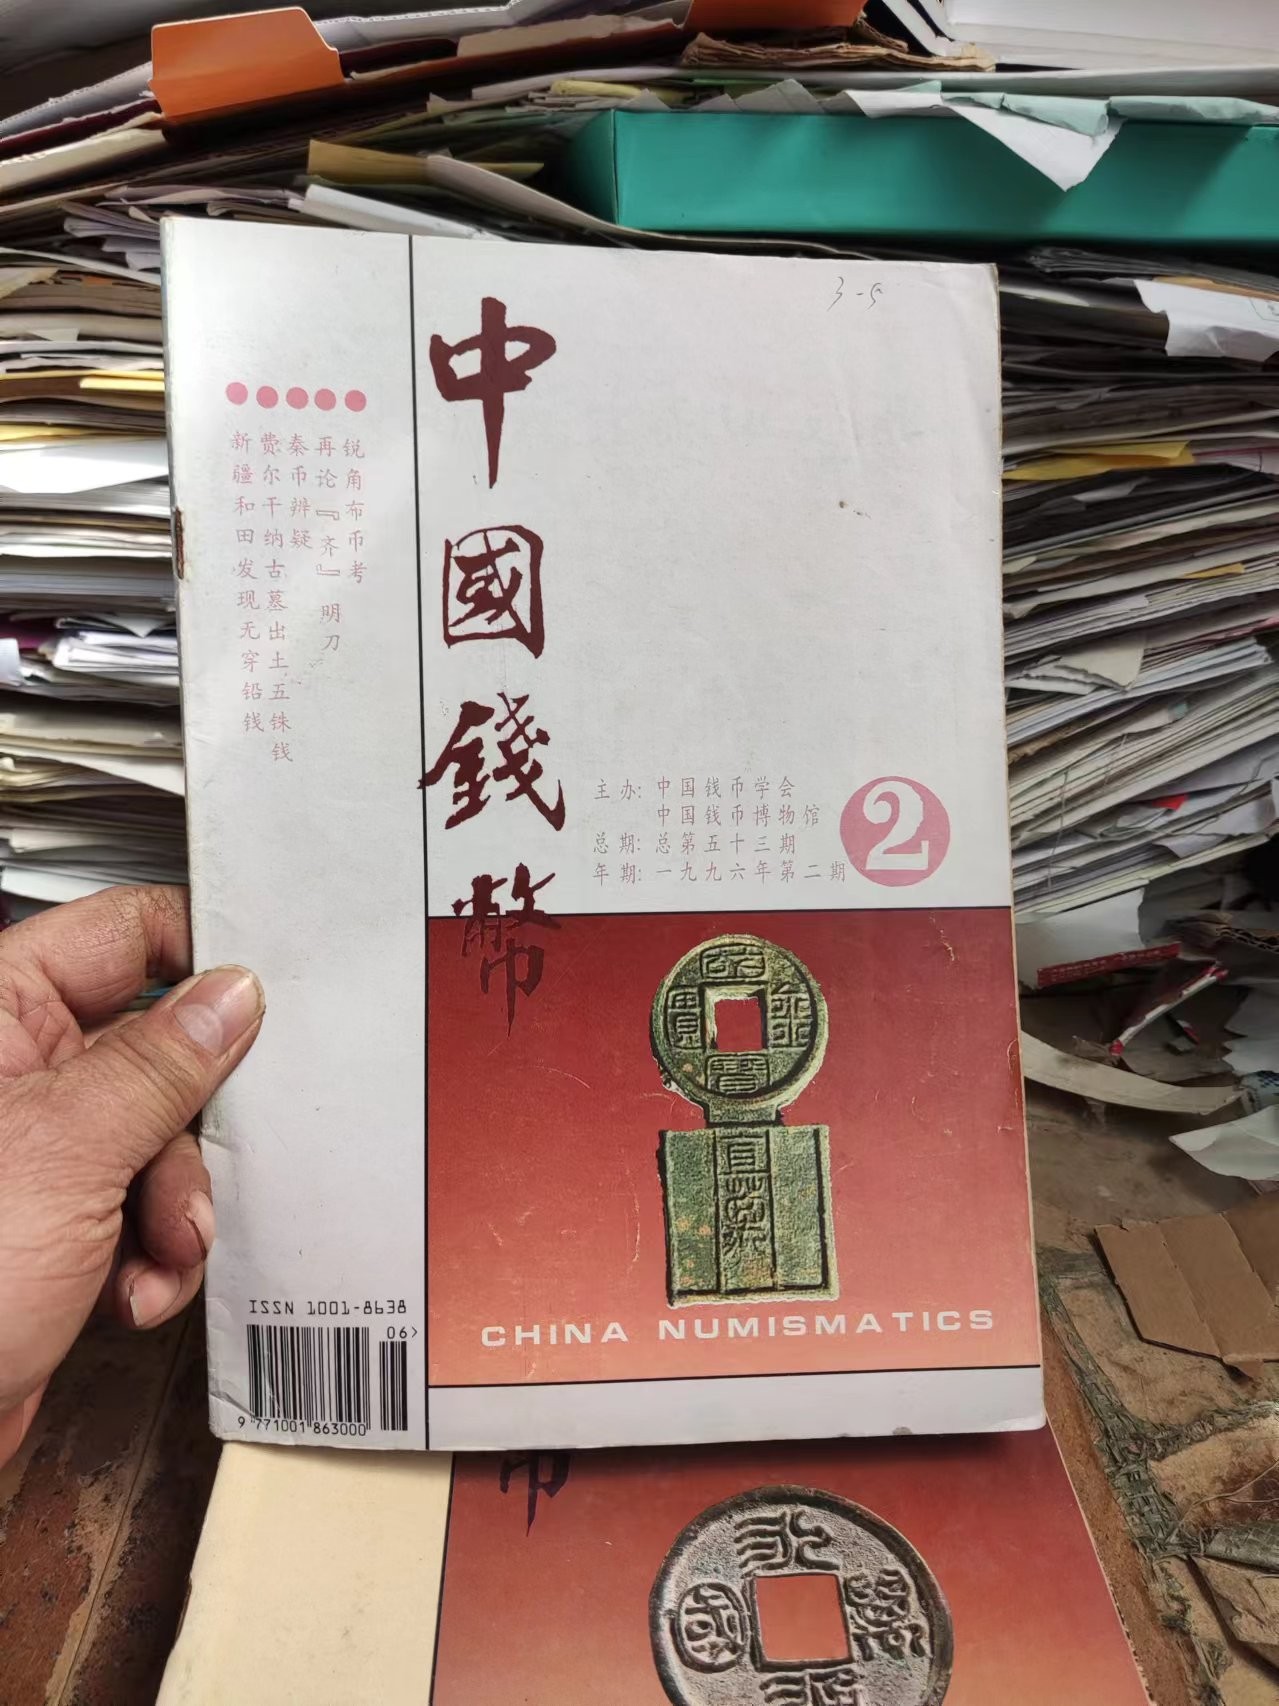 3-5
中國錢幣
锐角布币考
再论『齐』明刀
秦币辨疑
费尔干纳古墓出土五铢钱
新疆和田发现无穿铅钱
主办：中国钱币学会
中国钱币博物馆
总期：总第五十三期
年期：一九九六年第二期
2
CHINA NUMISMATICS
ISSN 1001-8638
06>
9 771001 863000
币